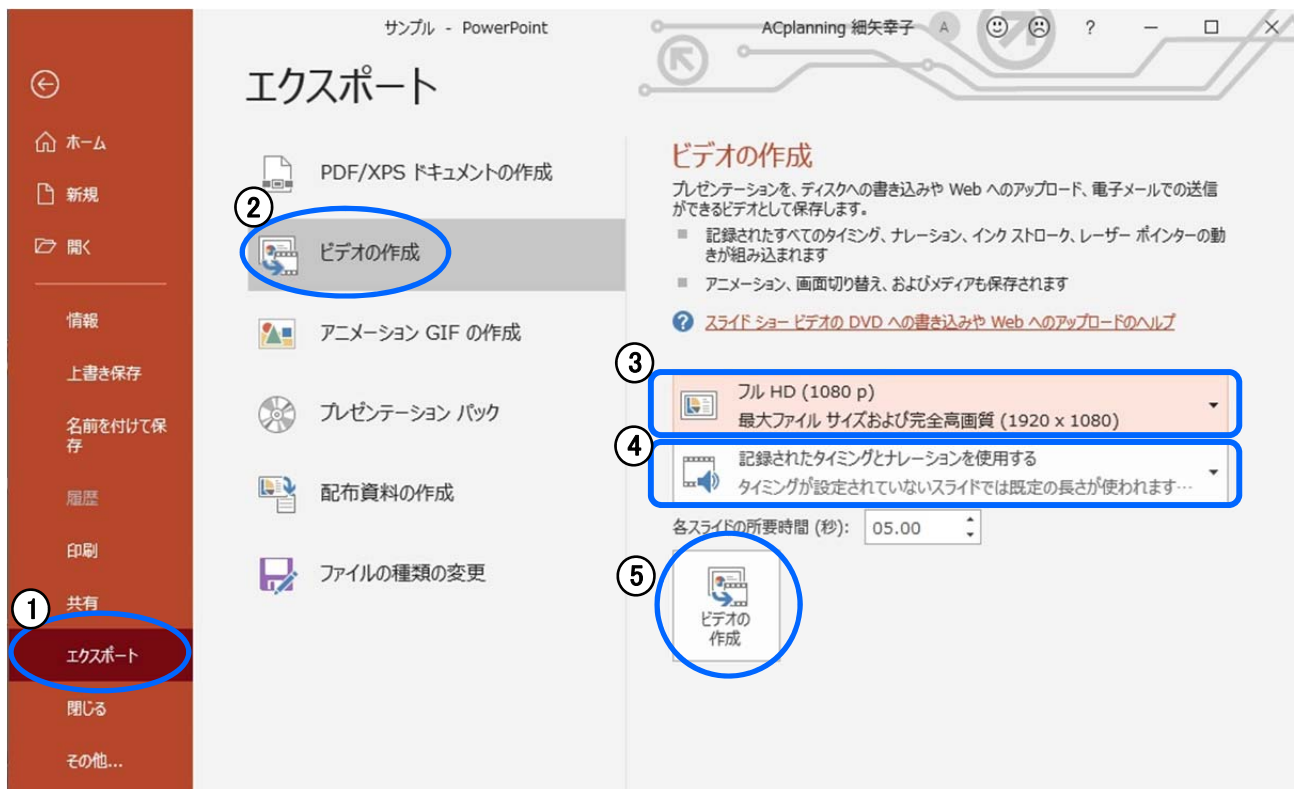 サンプル - PowerPoint
ACplanning 細矢幸子
A
?
エクスポート
ホーム
新規
開く
情報
上書き保存
名前を付けて保
存
履歴
印刷
共有
①
エクスポート
閉じる
その他...
PDF/XPS ドキュメントの作成
②
ビデオの作成
アニメーション GIF の作成
プレゼンテーション パック
配布資料の作成
ファイルの種類の変更
ビデオの作成
プレゼンテーションを、ディスクへの書き込みや Web へのアップロード、電子メールでの送信
ができるビデオとして保存します。
記録されたすべてのタイミング、ナレーション、インク ストローク、レーザー ポインターの動
きが組み込まれます
アニメーション、画面切り替え、およびメディアも保存されます
スライド ショー ビデオの DVD への書き込みや Web へのアップロードのヘルプ
③
フル HD (1080 p)
最大ファイル サイズおよび完全高画質 (1920 x 1080)
④
記録されたタイミングとナレーションを使用する
タイミングが設定されていないスライドでは既定の長さが使われます…
各スライドの所要時間 (秒): 05.00
⑤
ビデオの
作成